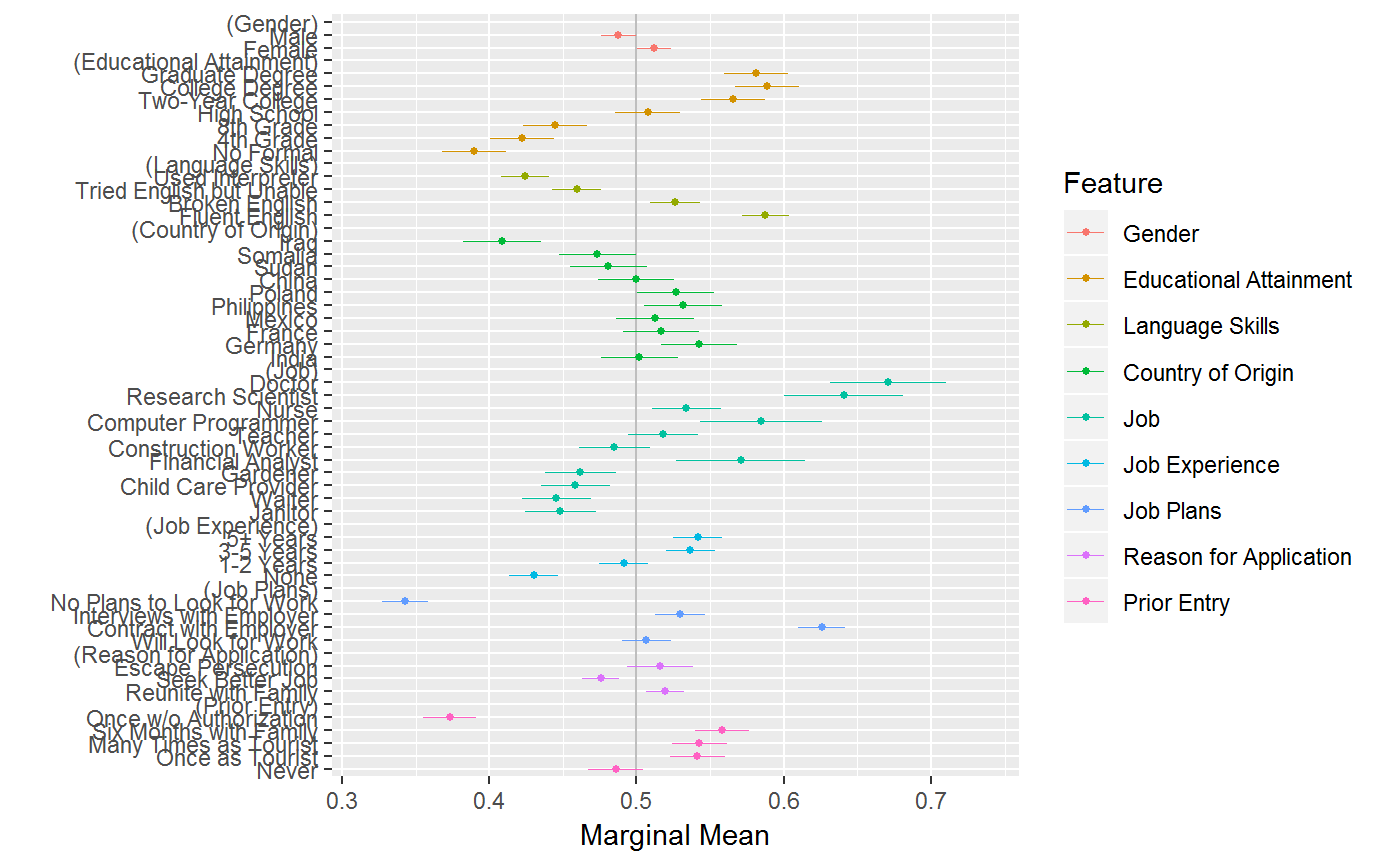 (Gender)
Male
Female
(Educational Attainment)
Graduate Degree
College Degree
Two-Year College
High School
8th Grade
4th Grade
No Formal
(Language Skills)
Used Interpreter
Tried English but Unable
Broken English
Fluent English
(Country of Origin)
Iraq
Somalia
Sudan
China
Poland
Philippines
Mexico
France
Germany
India
(Job)
Doctor
Research Scientist
Nurse
Computer Programmer
Teacher
Construction Worker
Financial Analyst
Gardener
Child Care Provider
Waiter
Janitor
(Job Experience)
5+ Years
3-5 Years
1-2 Years
None
(Job Plans)
No Plans to Look for Work
Interviews with Employer
Contract with Employer
Will Look for Work
(Reason for Application)
Escape Persecution
Seek Better Job
Reunite with Family
(Prior Entry)
Once w/o Authorization
Six Months with Family
Many Times as Tourist
Once as Tourist
Never
0.3 0.4 0.5 0.6 0.7
Marginal Mean
Feature
Gender
Educational Attainment
Language Skills
Country of Origin
Job
Job Experience
Job Plans
Reason for Application
Prior Entry